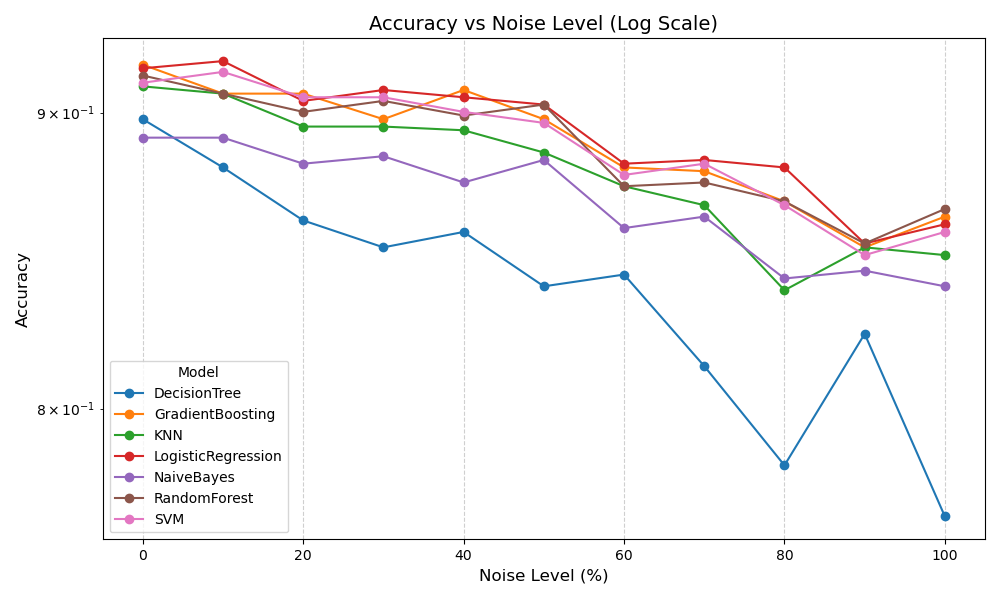 Accuracy vs Noise Level (Log Scale)
9 × 10⁻¹
8 × 10⁻¹
Accuracy
Model
DecisionTree
GradientBoosting
KNN
LogisticRegression
NaiveBayes
RandomForest
SVM
0 20 40 60 80 100
Noise Level (%)